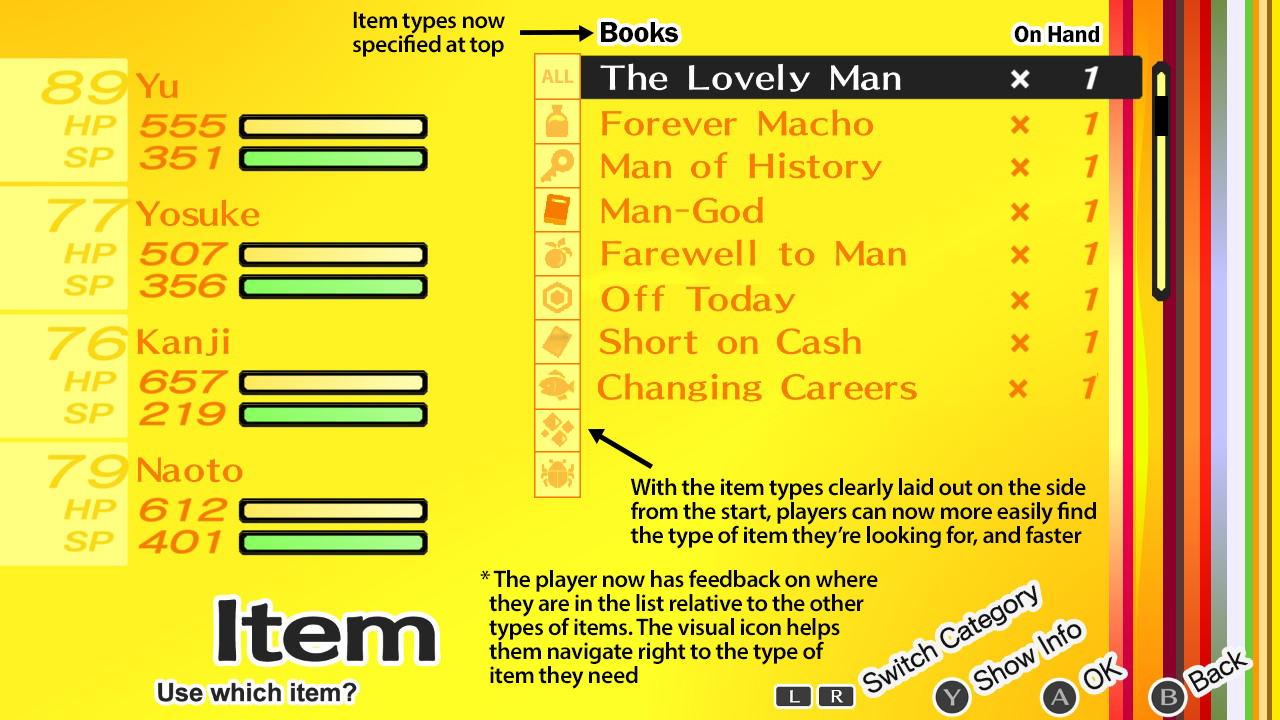 Item types now
specified at top
Books
On Hand
89 Yu
HP 555
SP 351
77 Yosuke
HP 507
SP 356
76 Kanji
HP 657
SP 219
79 Naoto
HP 612
SP 401
ALL
The Lovely Man × 1
Forever Macho × 1
Man of History × 1
Man-God × 1
Farewell to Man × 1
Off Today × 1
Short on Cash × 1
Changing Careers × 1
With the item types clearly laid out on the side
from the start, players can now more easily find
the type of item they're looking for, and faster
* The player now has feedback on where
they are in the list relative to the other
types of items. The visual icon helps
them navigate right to the type of
item they need
Item
Use which item?
L R Switch Category
Y Show Info
A OK
B Back